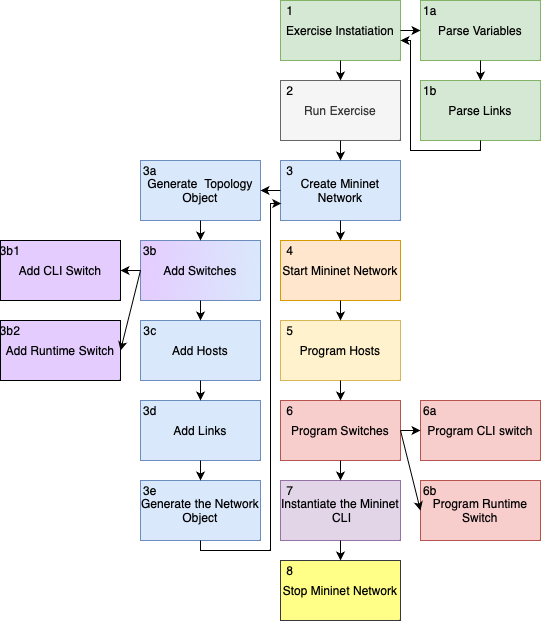 1
Exercise Instatiation
1a
Parse Variables
2
Run Exercise
1b
Parse Links
3a
Generate Topology
Object
3
Create Mininet
Network
3b1
Add CLI Switch
3b
Add Switches
4
Start Mininet Network
3b2
Add Runtime Switch
3c
Add Hosts
5
Program Hosts
3d
Add Links
6
Program Switches
6a
Program CLI switch
3e
Generate the Network
Object
7
Instantiate the Mininet
CLI
6b
Program Runtime
Switch
8
Stop Mininet Network